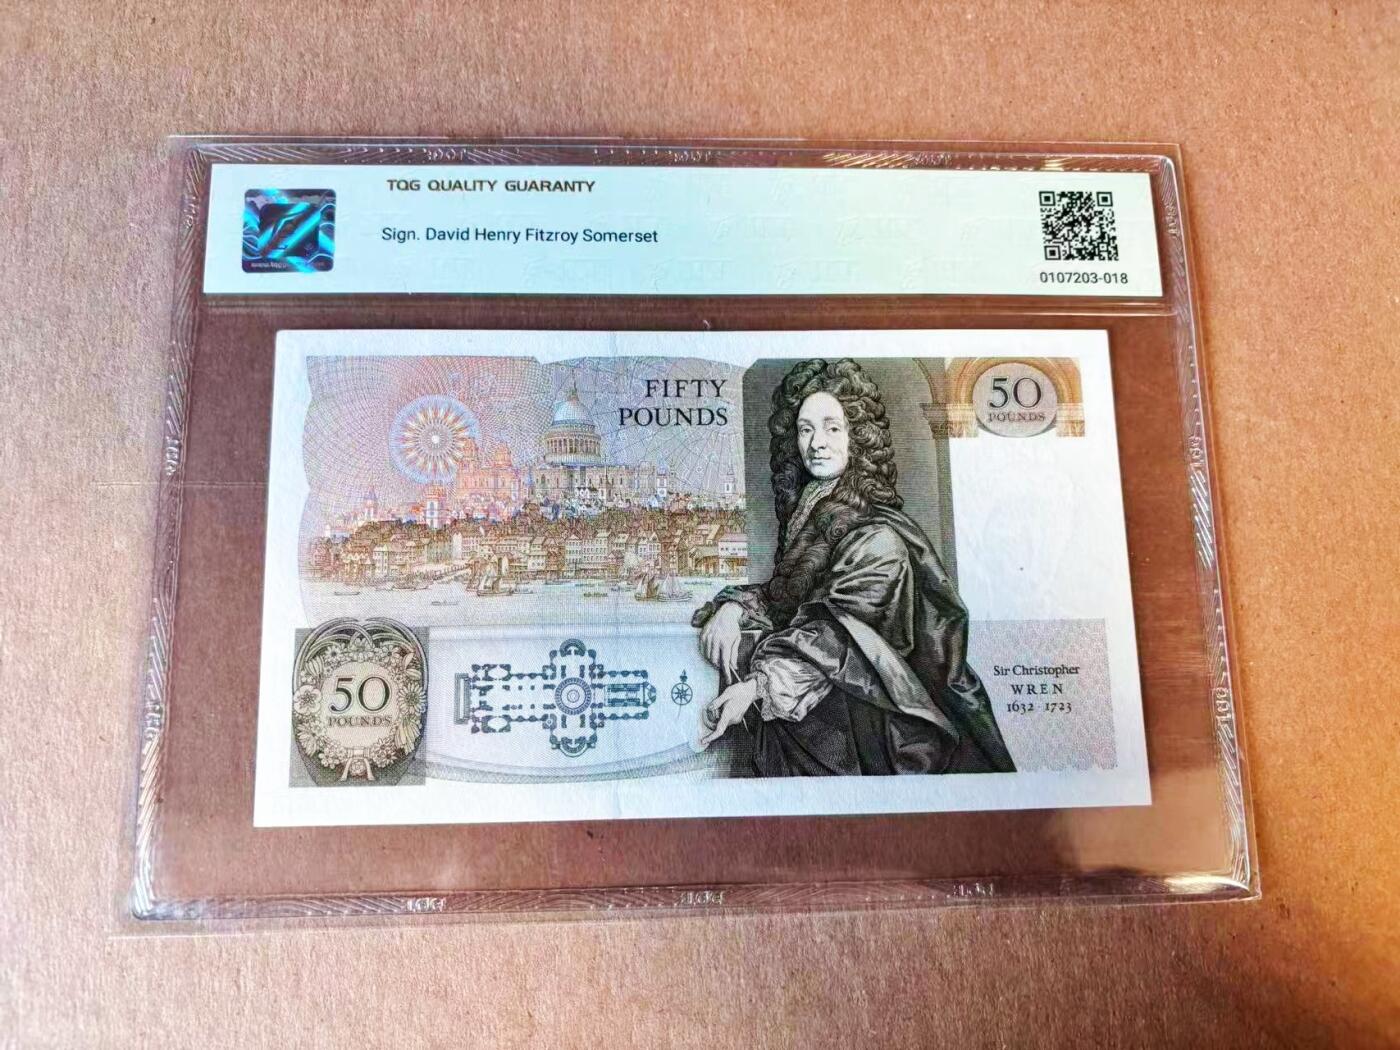 TQG QUALITY GUARANTY
Sign. David Henry Fitzroy Somerset
0107203-018
FIFTY
POUNDS
50
POUNDS
50
POUNDS
Sir Christopher
WREN
1632 · 1723